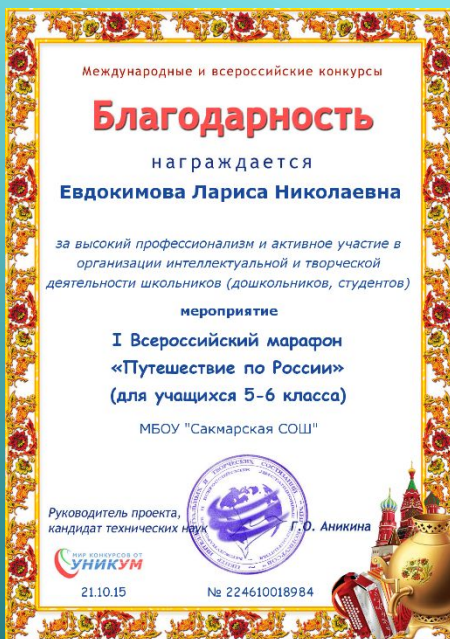 Международные и всероссийские конкурсы
Благодарность
награждается
Евдокимова Лариса Николаевна
за высокий профессионализм и активное участие в
организации интеллектуальной и творческой
деятельности школьников (дошкольников, студентов)
мероприятие
I Всероссийский марафон
«Путешествие по России»
(для учащихся 5-6 класса)
МБОУ "Сакмарская СОШ"
Руководитель проекта,
кандидат технических наук
Г.О. Аникина
МИР КОНКУРСОВ ОТ
УНИКУМ
21.10.15
№ 224610018984